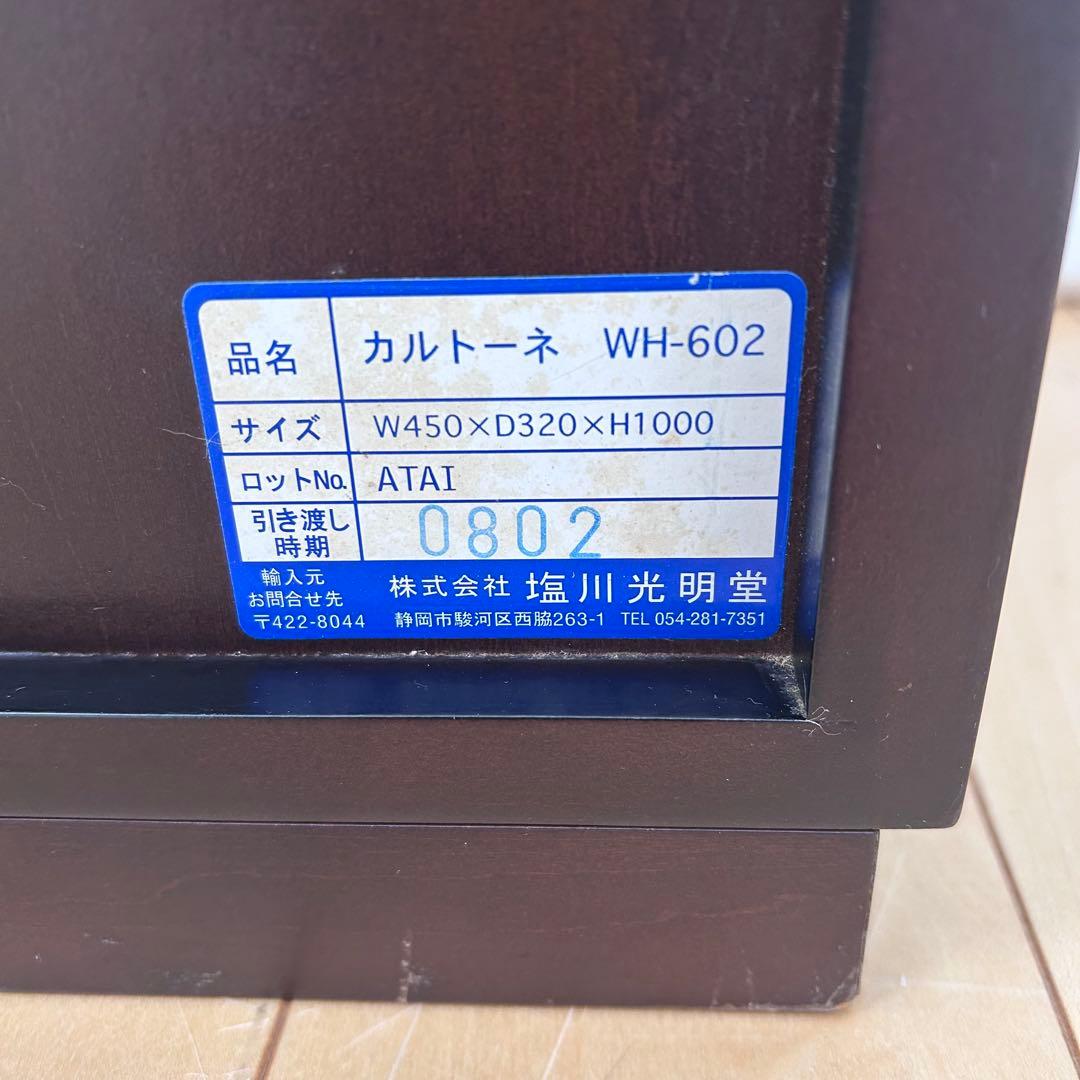 品名 カルトーネ WH-602
サイズ W450×D320×H1000
ロットNo. ATAI
引き渡し
時期 0802
輸入元
お問合せ先 株式会社 塩川光明堂
〒422-8044 静岡市駿河区西脇263-1 TEL 054-281-7351